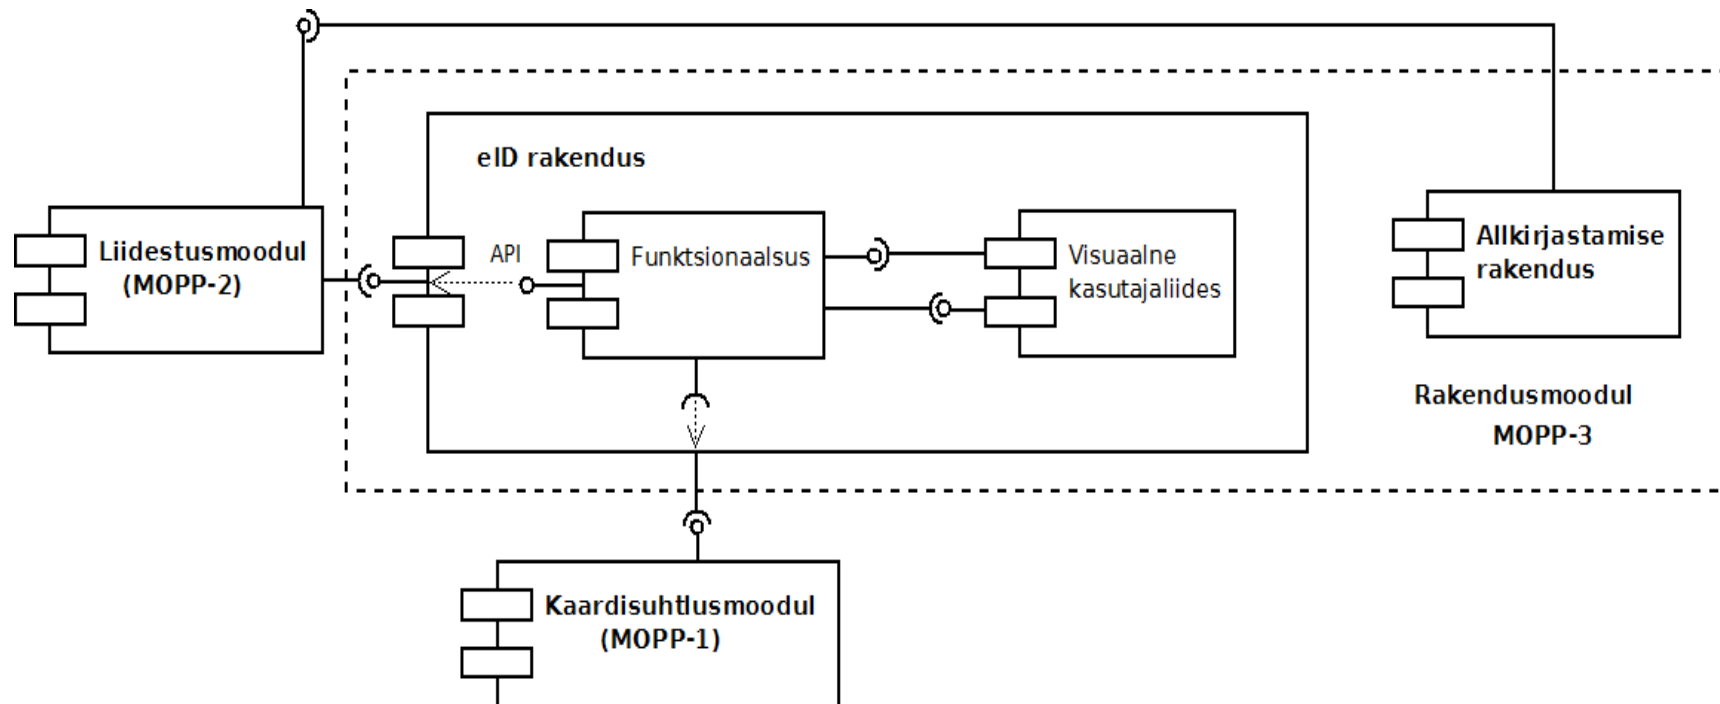 eID rakendus
Liidestusmoodul
(MOPP-2)
API
Funktsionaalsus
Visuaalne
kasutajaliides
Allkirjastamise
rakendus
Rakendusmoodul
MOPP-3
Kaardisuhtlusmoodul
(MOPP-1)